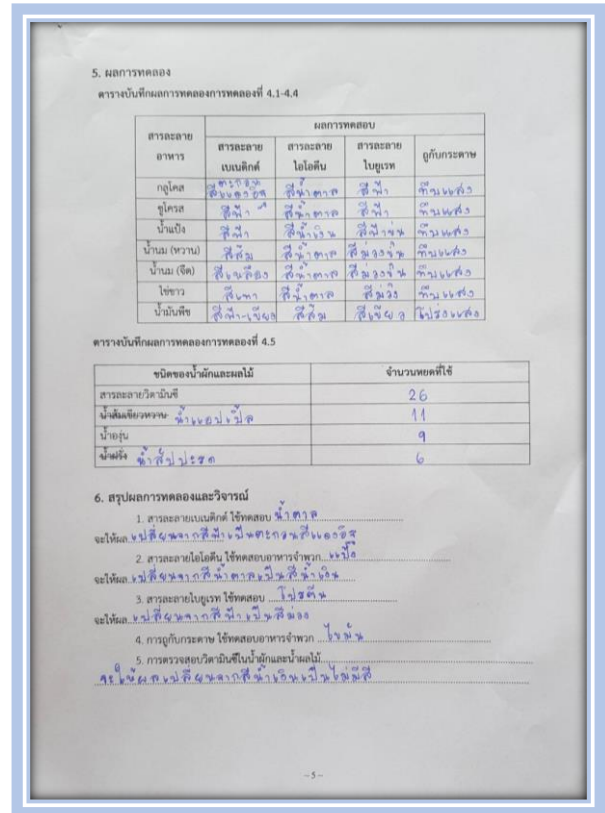 5. ผลการทดลอง
ตารางบันทึกผลการทดลองการทดลองที่ 4.1-4.4
สารละลายอาหาร ผลการทดสอบ
สารละลายเบเนดิกต์ สารละลายไอโอดีน สารละลายไบยูเรท ถูกับกระดาษ
กลูโคส ตะกอนสีแดงอิฐ สีน้ำตาล สีฟ้า ทึบแสง
ซูโครส สีฟ้า สีน้ำตาล สีฟ้า ทึบแสง
น้ำแป้ง สีฟ้า สีน้ำเงิน สีฟ้าขุ่น ทึบแสง
น้ำนม (หวาน) สีส้ม สีน้ำตาล สีม่วงขุ่น ทึบแสง
น้ำนม (จืด) สีเหลือง สีน้ำตาล สีม่วงขุ่น ทึบแสง
ไข่ขาว สีเทา สีน้ำตาล สีม่วง ทึบแสง
น้ำมันพืช สีฟ้า-เขียว สีส้ม สีเขียว โปร่งแสง
ตารางบันทึกผลการทดลองการทดลองที่ 4.5
ชนิดของน้ำผักและผลไม้ จำนวนหยดที่ใช้
สารละลายวิตามินซี 26
น้ำส้มเขียวหวาน น้ำแอปเปิ้ล 11
น้ำองุ่น 9
น้ำฝรั่ง น้ำสับปะรด 6
6. สรุปผลการทดลองและวิจารณ์
1. สารละลายเบเนดิกต์ ใช้ทดสอบ น้ำตาล
จะให้ผล เปลี่ยนจากสีฟ้าเป็นตะกอนสีแดงอิฐ
2. สารละลายไอโอดีน ใช้ทดสอบอาหารจำพวก แป้ง
จะให้ผล เปลี่ยนจากสีน้ำตาลเป็นสีน้ำเงิน
3. สารละลายไบยูเรท ใช้ทดสอบ โปรตีน
จะให้ผล เปลี่ยนจากสีฟ้าเป็นสีม่วง
4. การถูกับกระดาษ ใช้ทดสอบอาหารจำพวก ไขมัน
5. การตรวจสอบวิตามินซีในน้ำผักและน้ำผลไม้
จะให้ผลเปลี่ยนจากสีน้ำเงินเป็นไม่มีสี
-5-